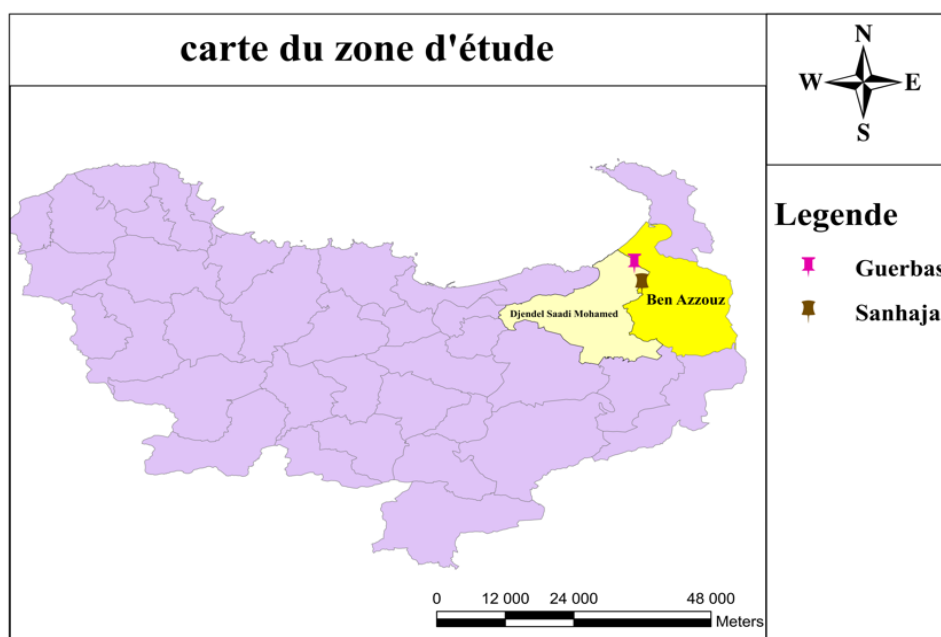 carte du zone d'étude
N
W E
S
Legende
Guerbas
Sanhaja
Ben Azzouz
Djendel Saadi Mohamed
0 12 000 24 000 48 000
Meters